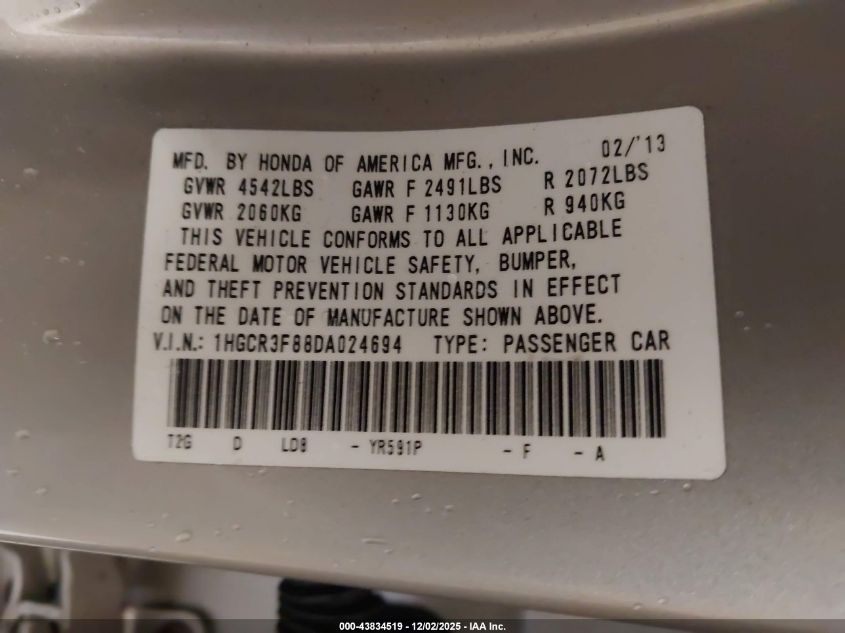 MFD. BY HONDA OF AMERICA MFG., INC. 02/'13
GVWR 4542LBS GAWR F 2491LBS R 2072LBS
GVWR 2060KG GAWR F 1130KG R 940KG
THIS VEHICLE CONFORMS TO ALL APPLICABLE
FEDERAL MOTOR VEHICLE SAFETY, BUMPER,
AND THEFT PREVENTION STANDARDS IN EFFECT
ON THE DATE OF MANUFACTURE SHOWN ABOVE.
V.I.N.: 1HGCR3F88DA024694 TYPE: PASSENGER CAR
T2G D LD8 - YR591P - F - A
000-43834519 - 12/02/2025 - IAA Inc.